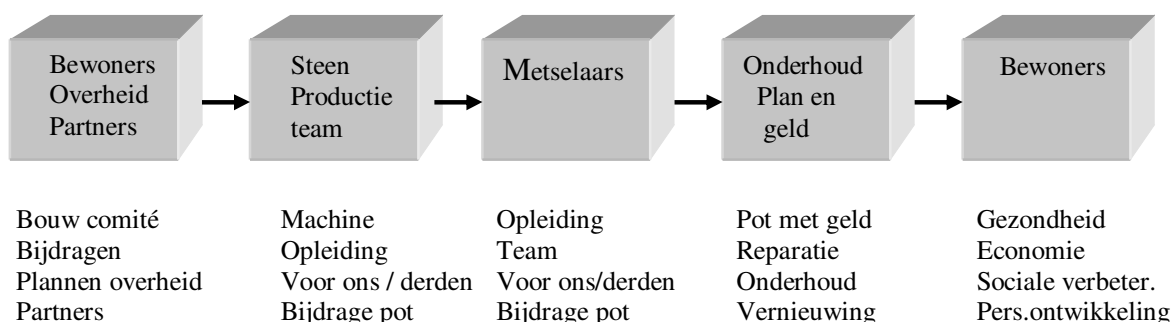 Bewoners
Overheid
Partners
Steen
Productie
team
Metselaars
Onderhoud
Plan en
geld
Bewoners
Bouw comité
Bijdragen
Plannen overheid
Partners
Machine
Opleiding
Voor ons / derden
Bijdrage pot
Opleiding
Team
Voor ons/derden
Bijdrage pot
Pot met geld
Reparatie
Onderhoud
Vernieuwing
Gezondheid
Economie
Sociale verbeter.
Pers.ontwikkeling